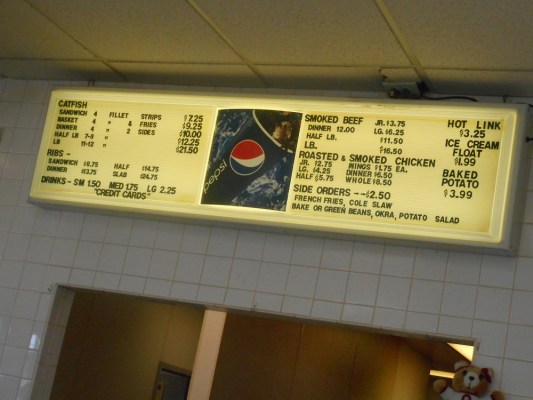 CATFISH
SANDWICH 4 FILLET STRIPS $7.25
BASKET 4 " & FRIES $9.25
DINNER 4 " 2 SIDES $10.00
HALF LB 7-8 " $12.25
LB 11-12 " $21.50
RIBS -
SANDWICH $8.75 HALF $14.75
DINNER $13.75 SLAB $24.75
DRINKS - SM 1.50 MED 1.75 LG 2.25
"CREDIT CARDS"
pepsi
SMOKED BEEF JR. $3.75
DINNER 12.00 LG. $6.25
HALF LB. $11.50
LB. $16.50
ROASTED & SMOKED CHICKEN
JR. $2.75 WINGS $1.75 EA.
LG. $4.25 DINNER $6.50
HALF $5.75 WHOLE $8.50
SIDE ORDERS -- $2.50
FRENCH FRIES, COLE SLAW
BAKE OR GREEN BEANS, OKRA, POTATO SALAD
HOT LINK
$3.25
ICE CREAM
FLOAT
$1.99
BAKED
POTATO
$3.99